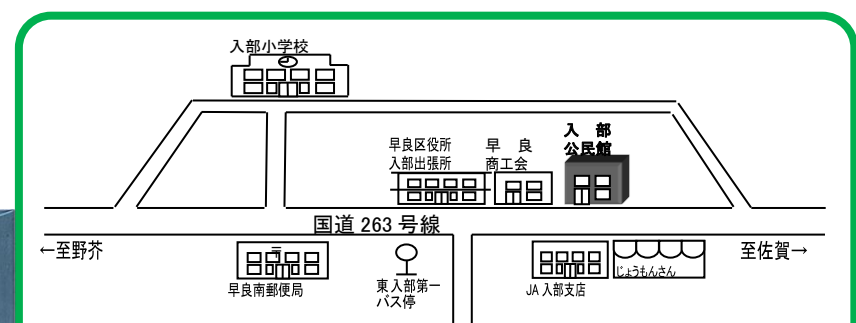 入部小学校
早良区役所
入部出張所
早良
商工会
入部
公民館
国道 263 号線
←至野芥
至佐賀→
〒
早良南郵便局
東入部第一
バス停
JA 入部支店
じょうもんさん